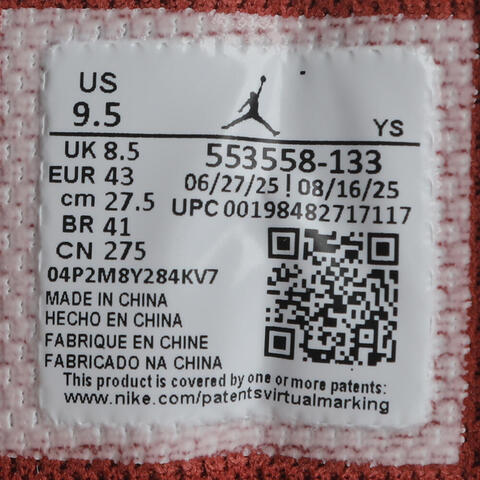 US
9.5
YS
UK 8.5
EUR 43
cm 27.5
BR 41
CN 275
553558-133
06/27/25 | 08/16/25
UPC 00198482717117
04P2M8Y284KV7
MADE IN CHINA
HECHO EN CHINA
FABRIQUE EN CHINE
FABRICADO NA CHINA
This product is covered by one or more patents:
www.nike.com/patentsvirtualmarking